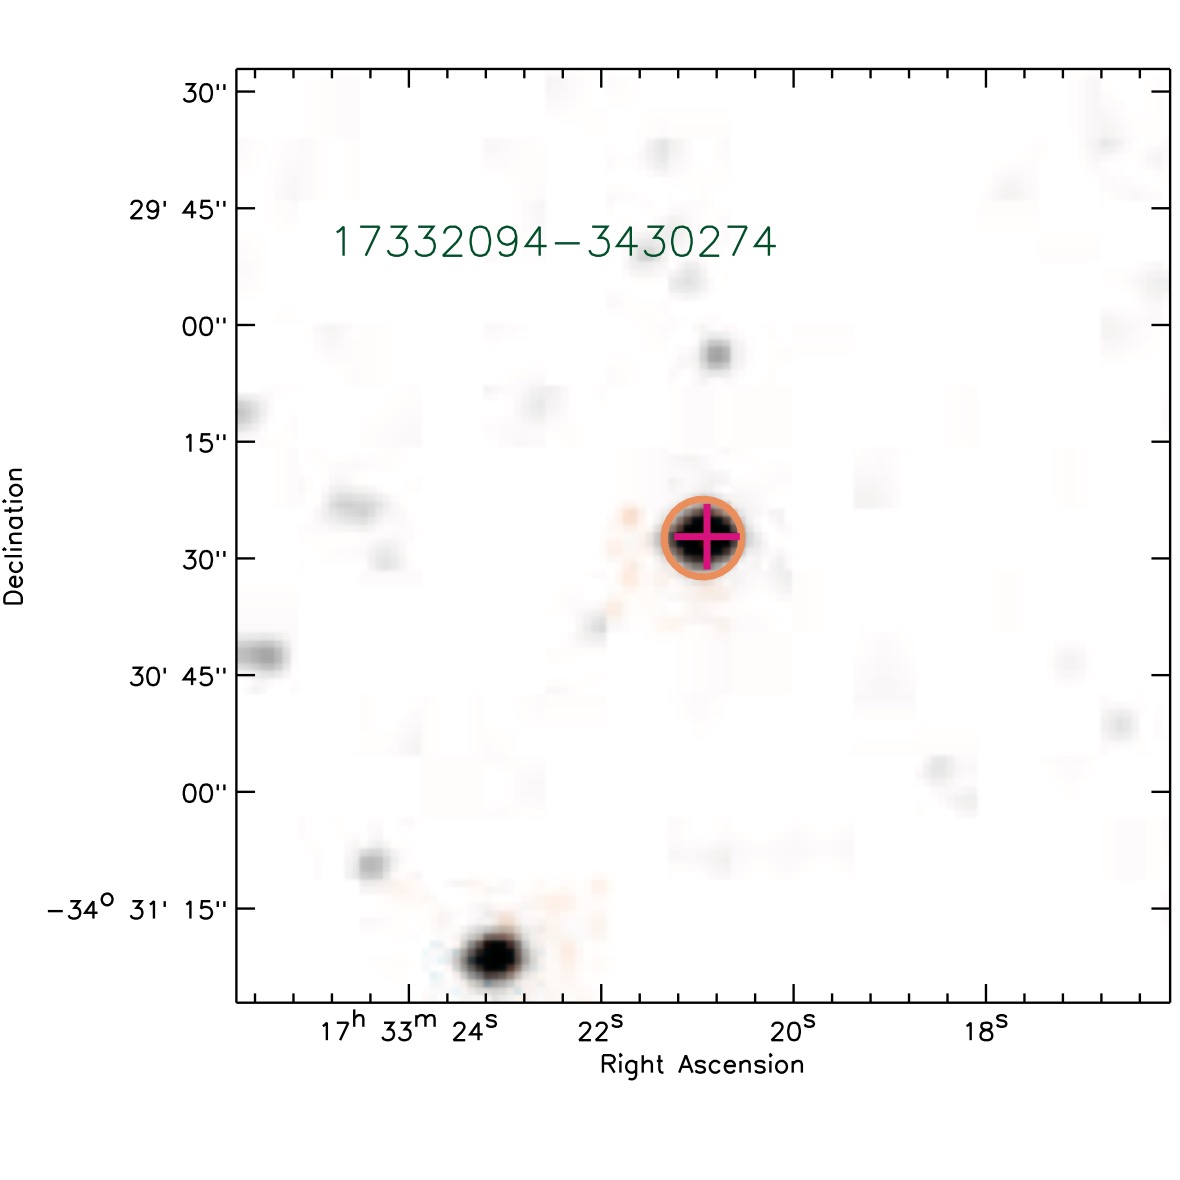 30''
29' 45''
17332094−3430274
00''
15''
30''
30' 45''
00''
−34° 31' 15''
17ʰ 33ᵐ 24ˢ 22ˢ 20ˢ 18ˢ
Right Ascension
Declination